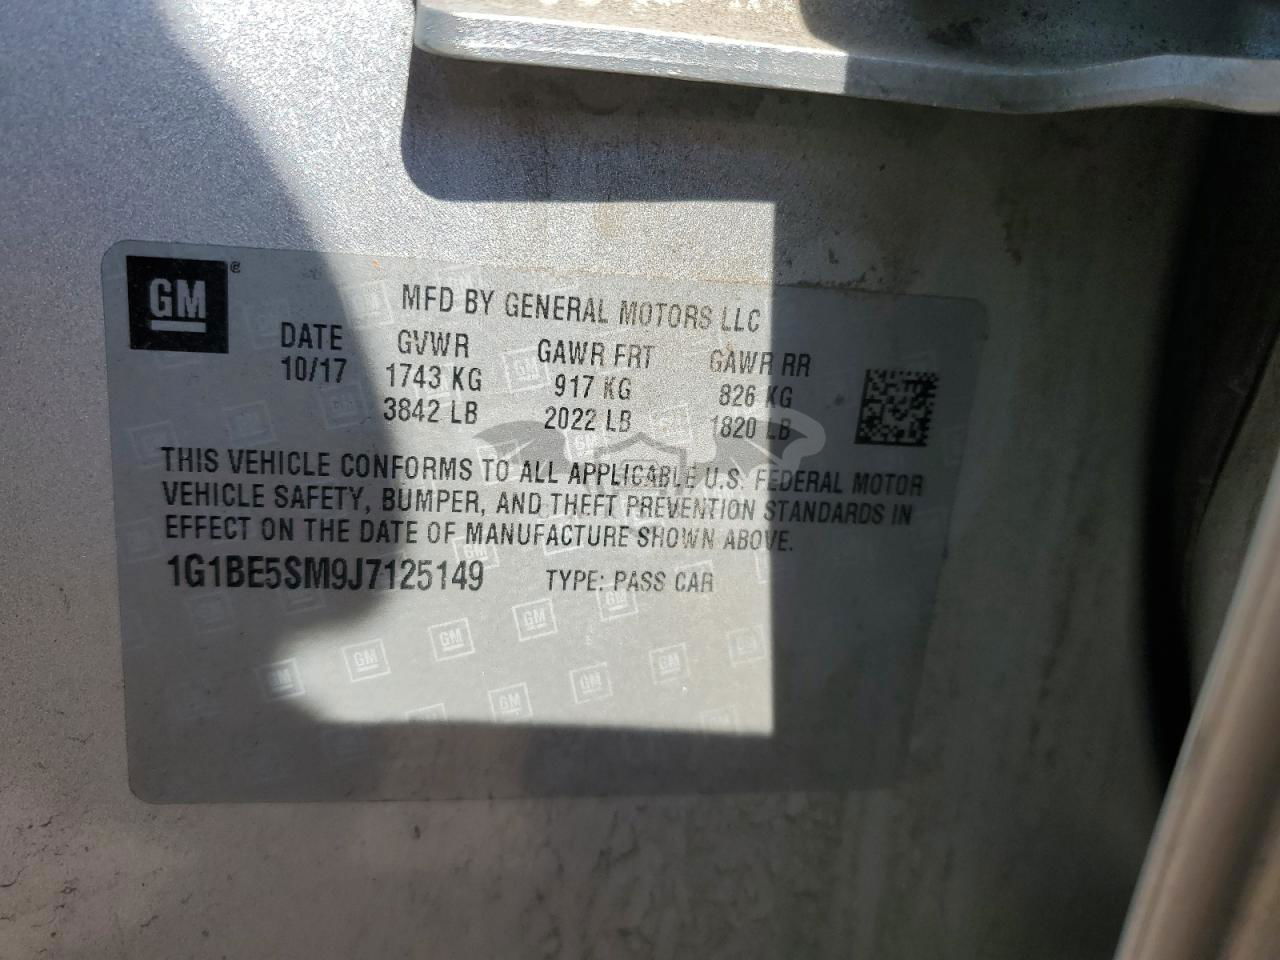 GM
MFD BY GENERAL MOTORS LLC
DATE GVWR GAWR FRT GAWR RR
10/17 1743 KG 917 KG 826 KG
3842 LB 2022 LB 1820 LB
THIS VEHICLE CONFORMS TO ALL APPLICABLE U.S. FEDERAL MOTOR
VEHICLE SAFETY, BUMPER, AND THEFT PREVENTION STANDARDS IN
EFFECT ON THE DATE OF MANUFACTURE SHOWN ABOVE.
1G1BE5SM9J7125149 TYPE: PASS CAR